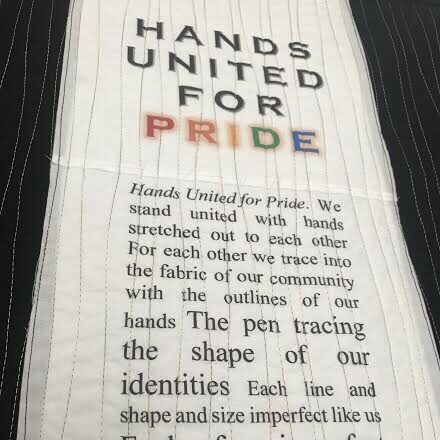 HANDS
UNITED
FOR
PRIDE
Hands United for Pride. We
stand united with hands
stretched out to each other
For each other we trace into
the fabric of our community
with the outlines of our
hands The pen tracing
the shape of our
identities Each line and
shape and size imperfect like us